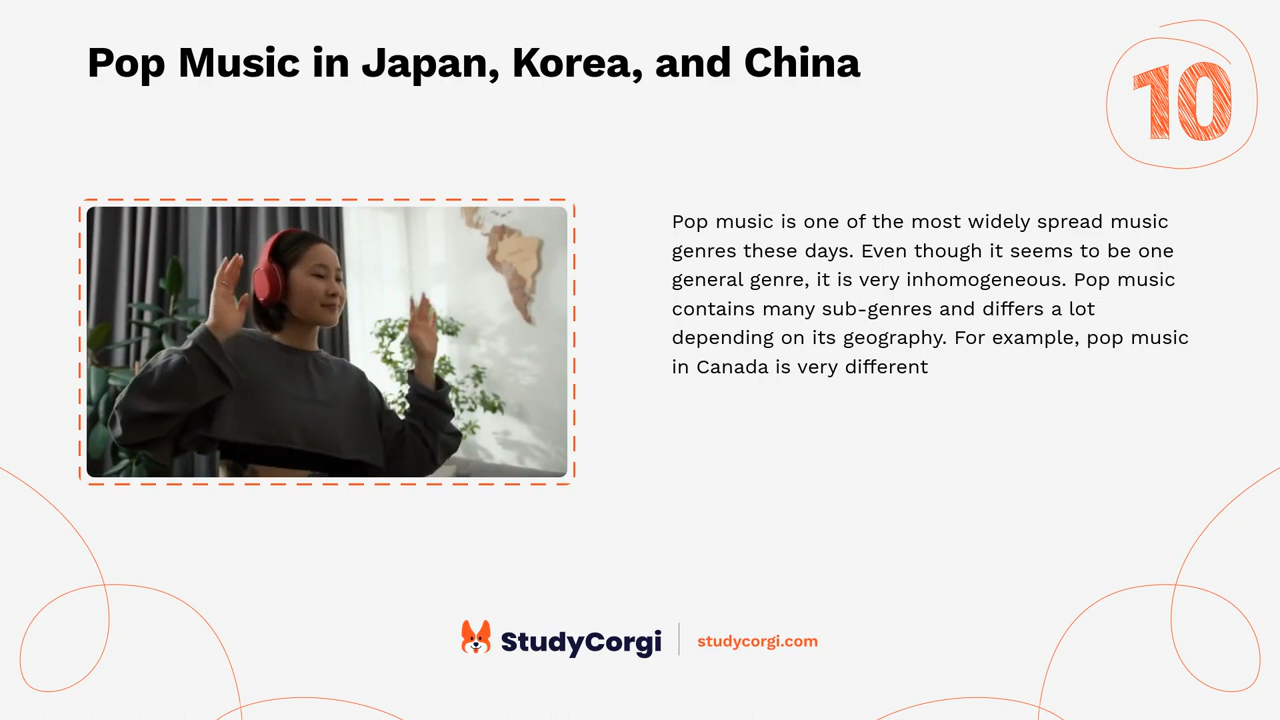 Pop Music in Japan, Korea, and China
10
Pop music is one of the most widely spread music
genres these days. Even though it seems to be one
general genre, it is very inhomogeneous. Pop music
contains many sub-genres and differs a lot
depending on its geography. For example, pop music
in Canada is very different
StudyCorgi
studycorgi.com